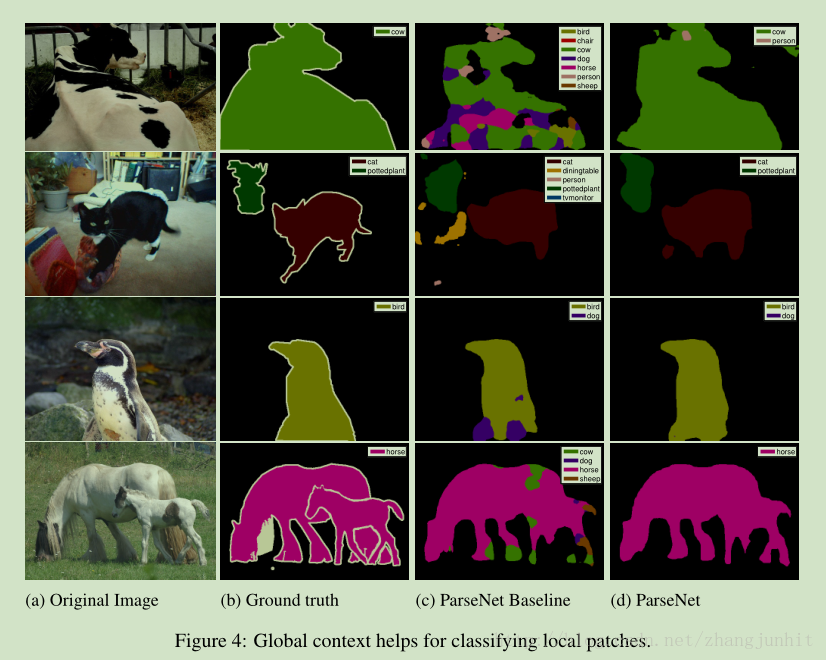 cow
bird
chair
cow
dog
horse
person
sheep
cow
person
cat
pottedplant
cat
diningtable
person
pottedplant
tvmonitor
cat
pottedplant
bird
bird
dog
bird
dog
horse
cow
dog
horse
sheep
horse
(a) Original Image (b) Ground truth (c) ParseNet Baseline (d) ParseNet
Figure 4: Global context helps for classifying local patches.